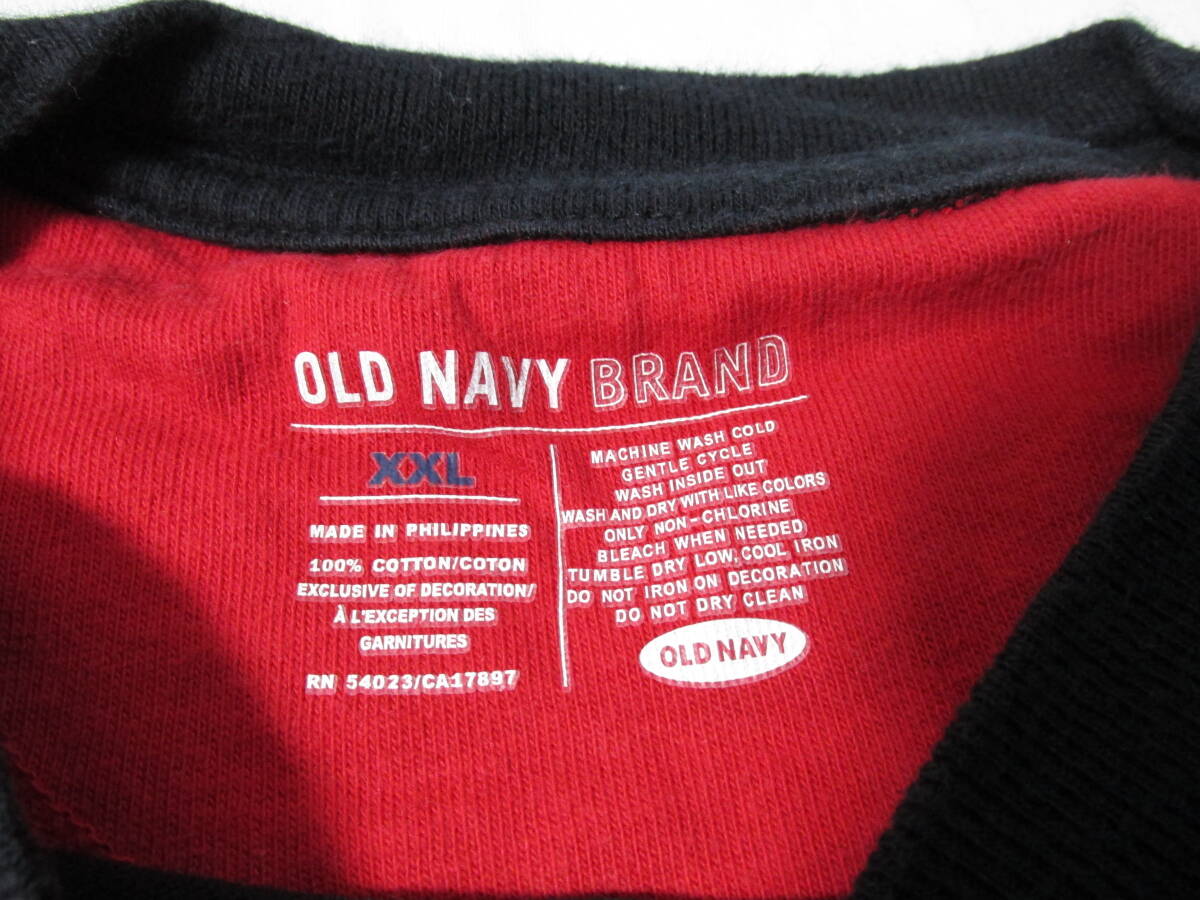 OLD NAVY BRAND
XXL
MADE IN PHILIPPINES
100% COTTON/COTON
EXCLUSIVE OF DECORATION/
À L'EXCEPTION DES
GARNITURES
RN 54023/CA17897
MACHINE WASH COLD
GENTLE CYCLE
WASH INSIDE OUT
WASH AND DRY WITH LIKE COLORS
ONLY NON-CHLORINE
BLEACH WHEN NEEDED
TUMBLE DRY LOW, COOL IRON
DO NOT IRON ON DECORATION
DO NOT DRY CLEAN
OLD NAVY